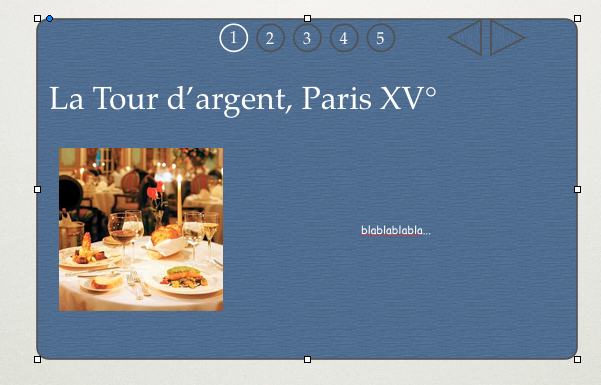 1 2 3 4 5
La Tour d’argent, Paris XV°
blablablabla...